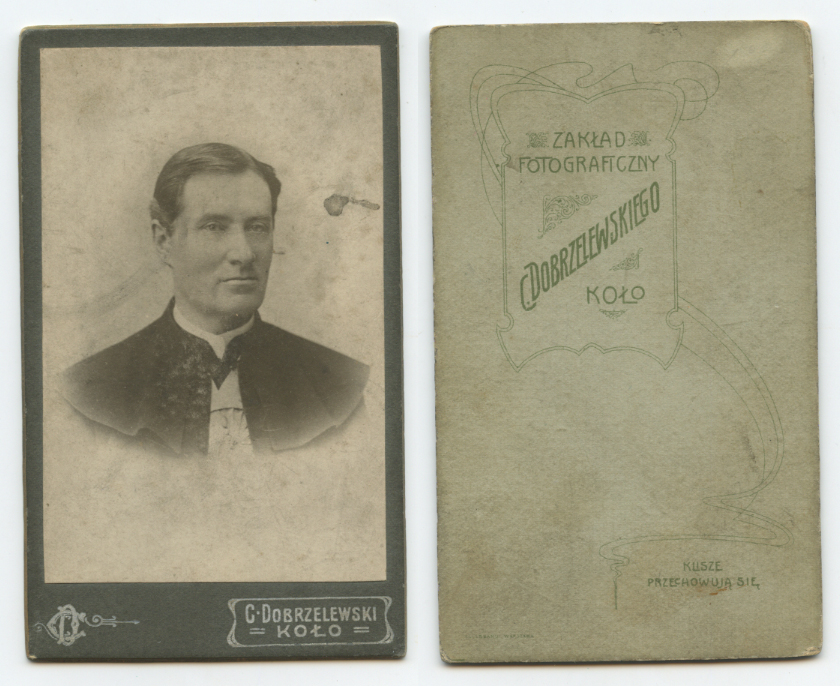 C·DOBRZELEWSKI
= KOŁO =
ZAKŁAD
FOTOGRAFICZNY
C.DOBRZELEWSKIEGO
KOŁO
KLISZE
PRZECHOWUJĄ SIĘ